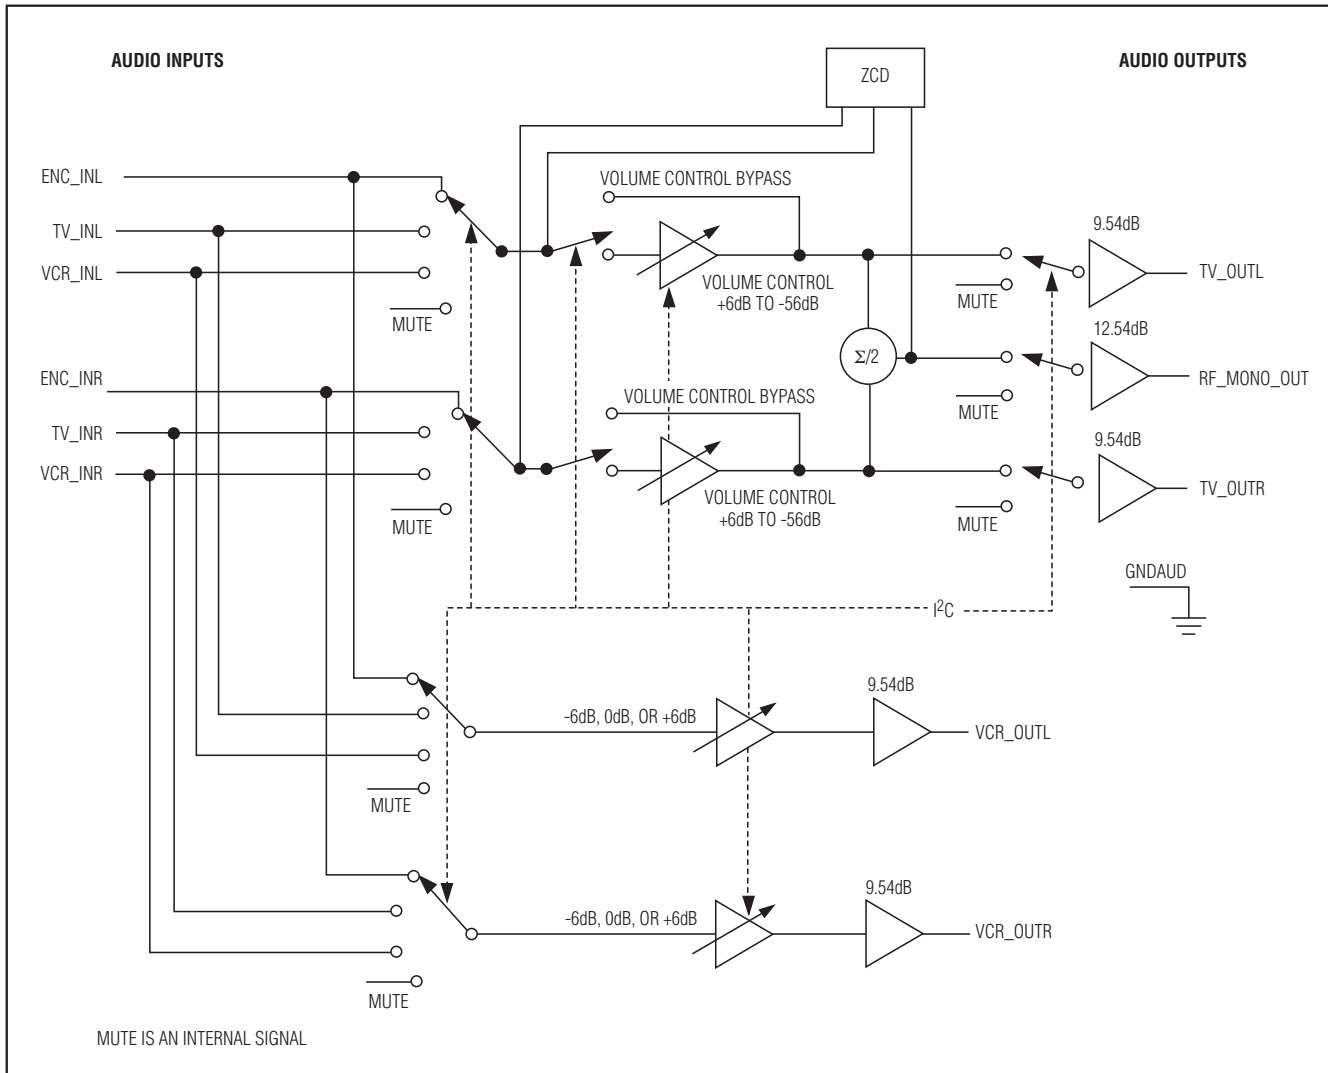 AUDIO INPUTS
AUDIO OUTPUTS
ZCD
ENC_INL
VOLUME CONTROL BYPASS
TV_INL
9.54dB
VCR_INL
TV_OUTL
VOLUME CONTROL
+6dB TO -56dB
MUTE
MUTE
12.54dB
Σ/2
ENC_INR
RF_MONO_OUT
VOLUME CONTROL BYPASS
MUTE
TV_INR
9.54dB
VCR_INR
TV_OUTR
VOLUME CONTROL
+6dB TO -56dB
MUTE
MUTE
GNDAUD
I²C
9.54dB
-6dB, 0dB, OR +6dB
VCR_OUTL
MUTE
9.54dB
-6dB, 0dB, OR +6dB
VCR_OUTR
MUTE
MUTE IS AN INTERNAL SIGNAL